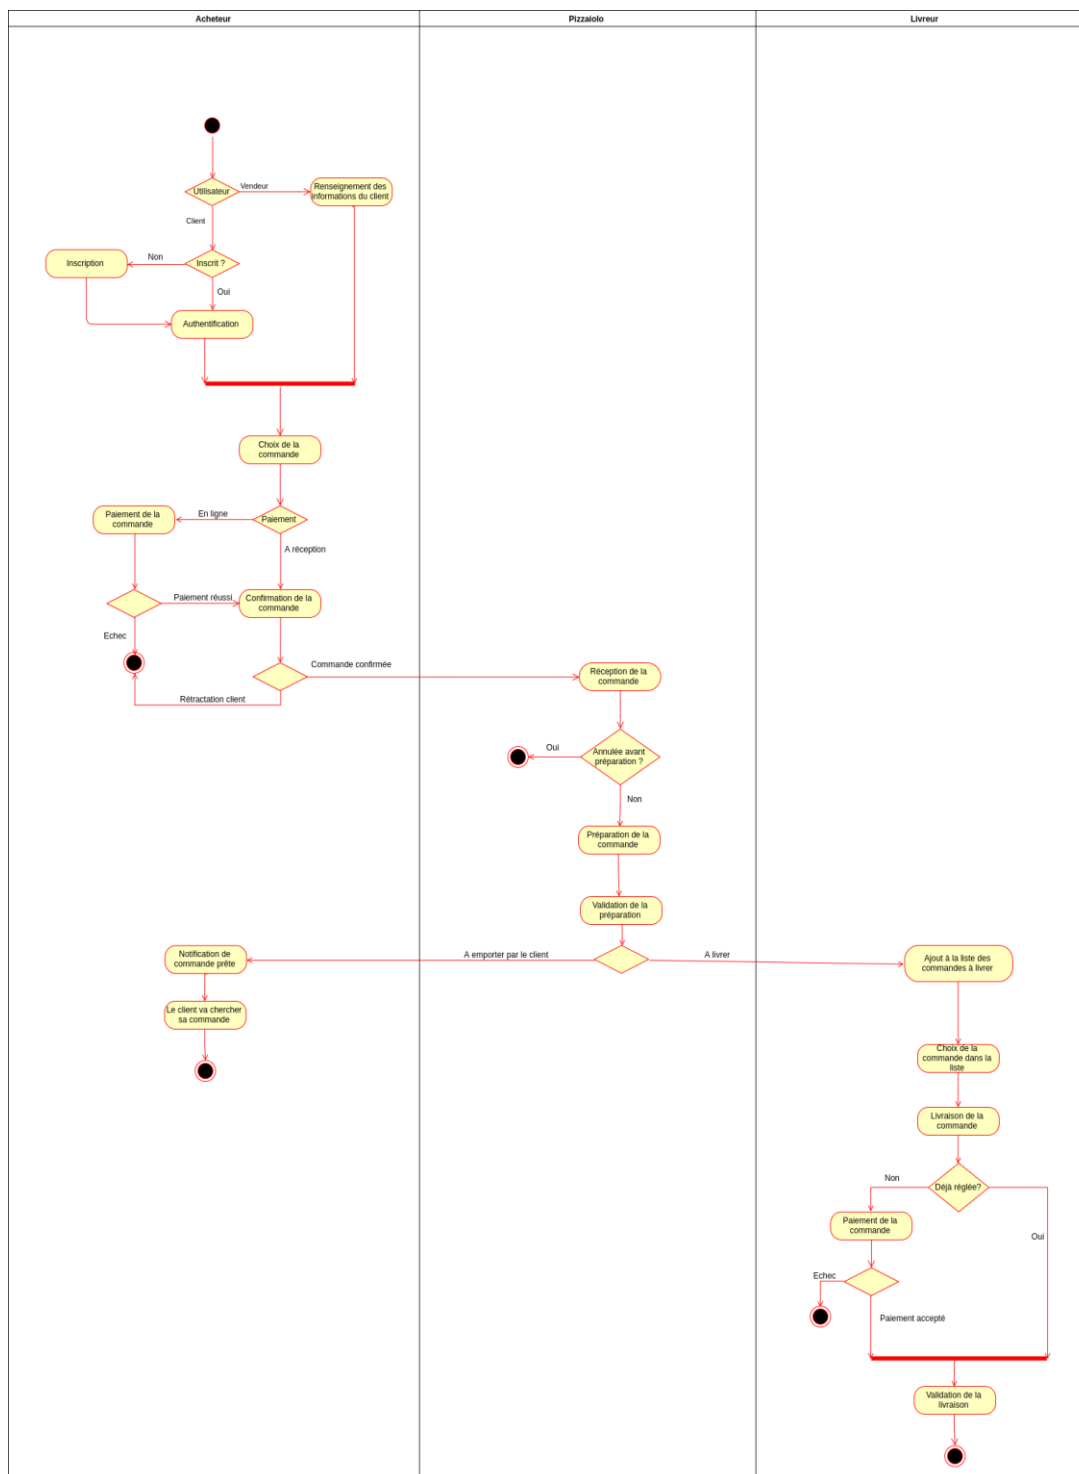 Acheteur
Pizzaiolo
Livreur
Utilisateur
Vendeur
Renseignement des
informations du client
Client
Inscription
Non
Inscrit ?
Oui
Authentification
Choix de la
commande
Paiement de la
commande
En ligne
Paiement
A réception
Paiement réussi
Confirmation de la
commande
Echec
Commande confirmée
Réception de la
commande
Rétractation client
Oui
Annulée avant
préparation ?
Non
Préparation de la
commande
Validation de la
préparation
Notification de
commande prête
A emporter par le client
A livrer
Ajout à la liste des
commandes à livrer
Le client va chercher
sa commande
Choix de la
commande dans la
liste
Livraison de la
commande
Non
Déjà réglée?
Paiement de la
commande
Oui
Echec
Paiement accepté
Validation de la
livraison